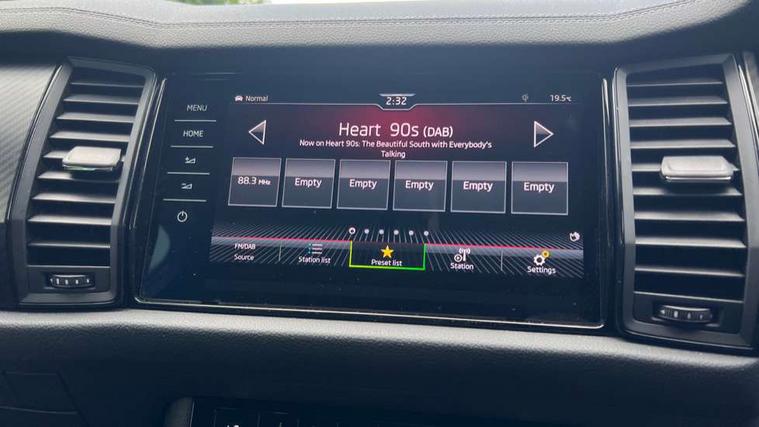 MENU
HOME
Normal
2:32
19.5°C
Heart 90s (DAB)
Now on Heart 90s: The Beautiful South with Everybody's
Talking
88.3 MHz
Empty
Empty
Empty
Empty
Empty
FM/DAB
Source
Station list
Preset list
Station
Settings